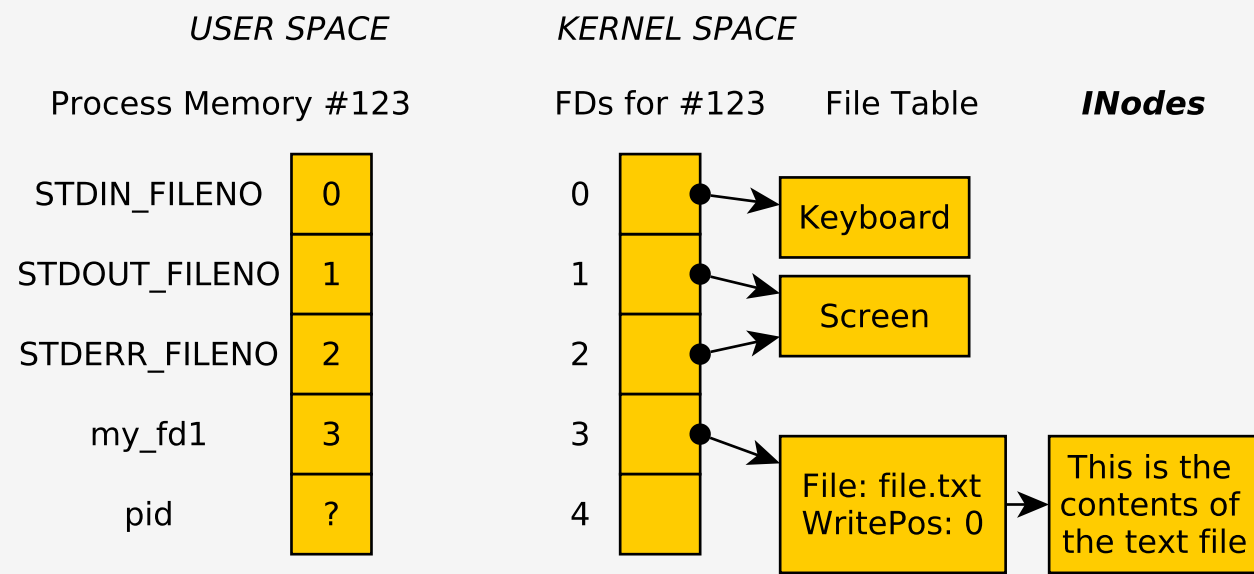 USER SPACE KERNEL SPACE
Process Memory #123 FDs for #123 File Table INodes
STDIN_FILENO 0 0 Keyboard
STDOUT_FILENO 1 1 Screen
STDERR_FILENO 2 2
my_fd1 3 3
File: file.txt
WritePos: 0
This is the
contents of
the text file
pid ? 4